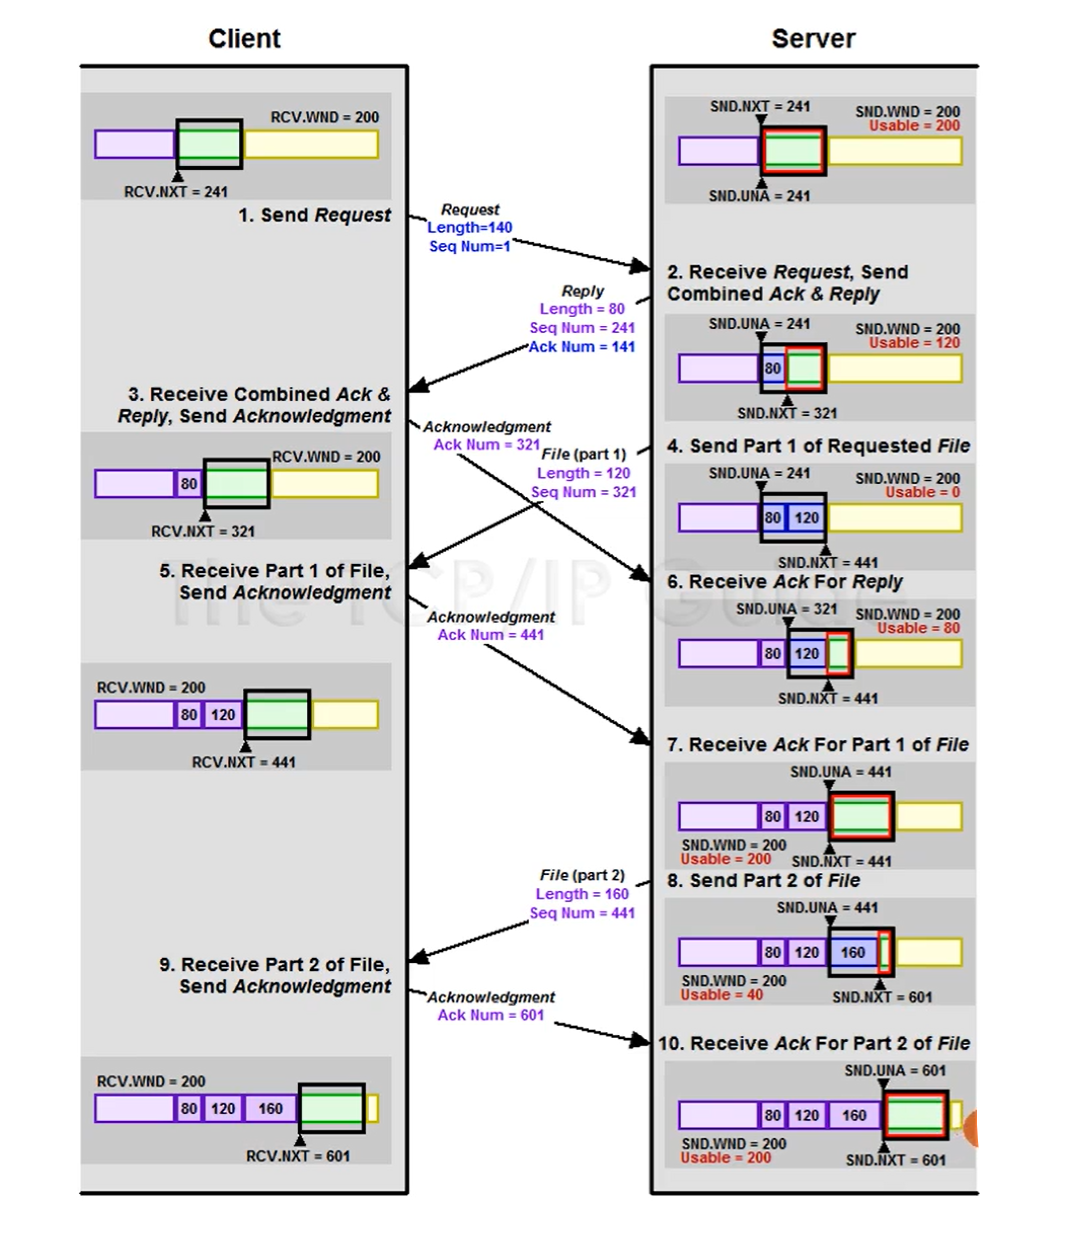 Client
Server
RCV.WND = 200
RCV.NXT = 241
SND.NXT = 241
SND.WND = 200
Usable = 200
SND.UNA = 241
1. Send Request
Request
Length=140
Seq Num=1
2. Receive Request, Send
Combined Ack & Reply
Reply
Length = 80
Seq Num = 241
Ack Num = 141
SND.UNA = 241
SND.WND = 200
Usable = 120
80
SND.NXT = 321
3. Receive Combined Ack &
Reply, Send Acknowledgment
Acknowledgment
Ack Num = 321
RCV.WND = 200
80
RCV.NXT = 321
File (part 1)
Length = 120
Seq Num = 321
4. Send Part 1 of Requested File
SND.UNA = 241
SND.WND = 200
Usable = 0
80 120
SND.NXT = 441
5. Receive Part 1 of File,
Send Acknowledgment
The TCP/IP Guide
6. Receive Ack For Reply
SND.UNA = 321
SND.WND = 200
Usable = 80
80 120
SND.NXT = 441
Acknowledgment
Ack Num = 441
RCV.WND = 200
80 120
RCV.NXT = 441
7. Receive Ack For Part 1 of File
SND.UNA = 441
80 120
SND.WND = 200
Usable = 200
SND.NXT = 441
8. Send Part 2 of File
File (part 2)
Length = 160
Seq Num = 441
SND.UNA = 441
80 120 160
SND.WND = 200
Usable = 40
SND.NXT = 601
9. Receive Part 2 of File,
Send Acknowledgment
Acknowledgment
Ack Num = 601
10. Receive Ack For Part 2 of File
RCV.WND = 200
80 120 160
RCV.NXT = 601
SND.UNA = 601
80 120 160
SND.WND = 200
Usable = 200
SND.NXT = 601